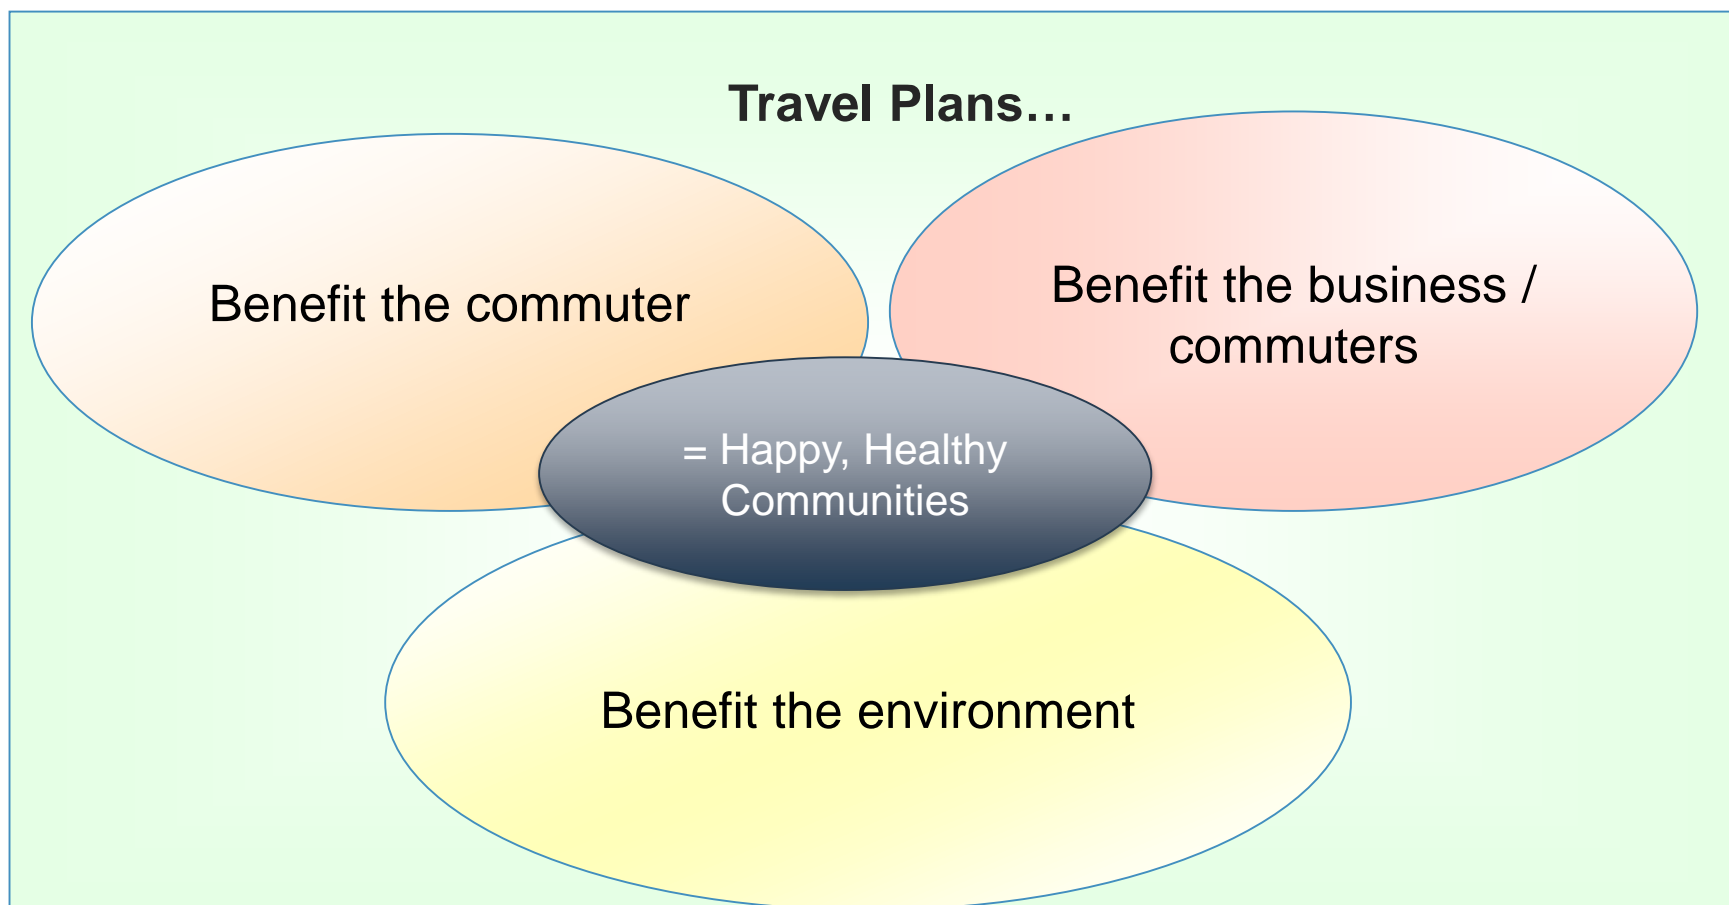 Travel Plans…
Benefit the commuter
Benefit the business /
commuters
= Happy, Healthy
Communities
Benefit the environment